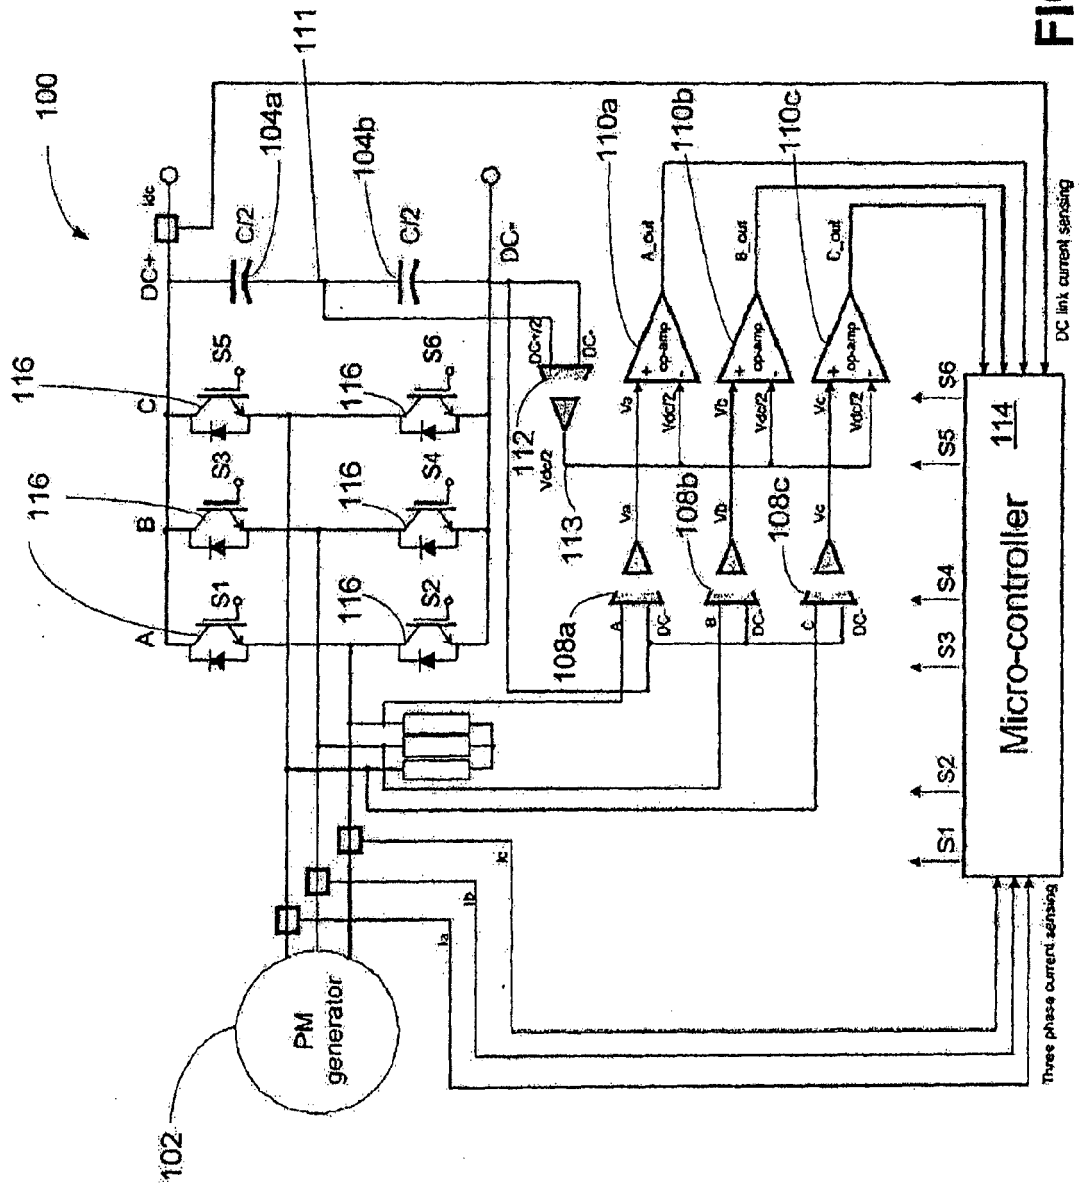 FIG
100
DC+
Idc
C/2
104a
111
104b
C/2
DC-
116
116
A
B
C
S1
S3
S5
116
116
116
S2
S4
S6
102
PM
generator
Ia
Ib
Ic
DC+/2
DC-
112
Vdc/2
113
108a
108b
108c
A
DC-
B
DC-
C
DC-
Va
Vb
Vc
Va
Vdc/2
Vb
Vdc/2
Vc
Vdc/2
+
-
op-amp
+
-
op-amp
+
-
op-amp
110a
110b
110c
A_out
B_out
C_out
S1
S2
S3
S4
S5
S6
Micro-controller
114
Three phase current sensing
DC link current sensing